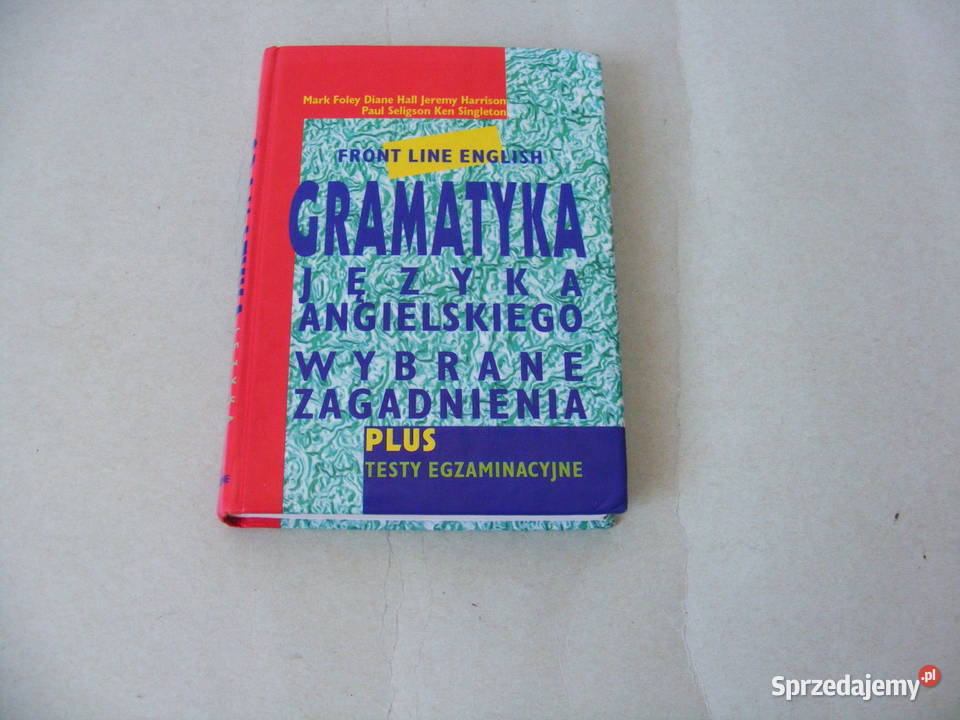 Mark Foley Diane Hall Jeremy Harrison
Paul Seligson Ken Singleton
FRONT LINE ENGLISH
GRAMATYKA
JĘZYKA
ANGIELSKIEGO
WYBRANE
ZAGADNIENIA
PLUS
TESTY EGZAMINACYJNE
Sprzedajemy.pl